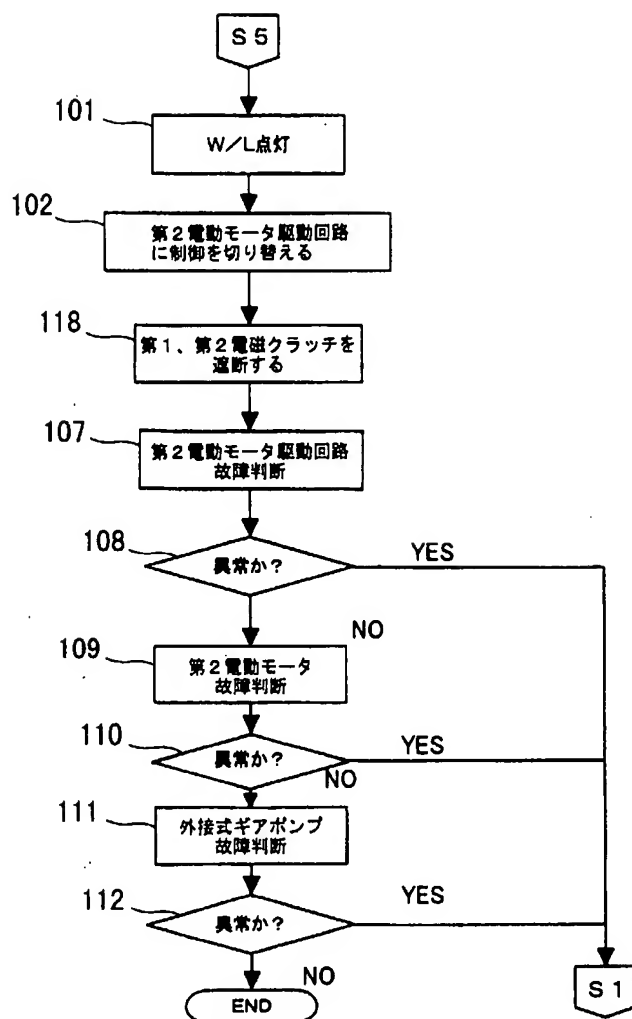 S5
101
W/L点灯
102
第2電動モータ駆動回路
に制御を切り替える
118
第1、第2電磁クラッチを
遮断する
107
第2電動モータ駆動回路
故障判断
108
異常か?
YES
NO
109
第2電動モータ
故障判断
110
異常か?
YES
NO
111
外接式ギアポンプ
故障判断
112
異常か?
YES
NO
END
S1